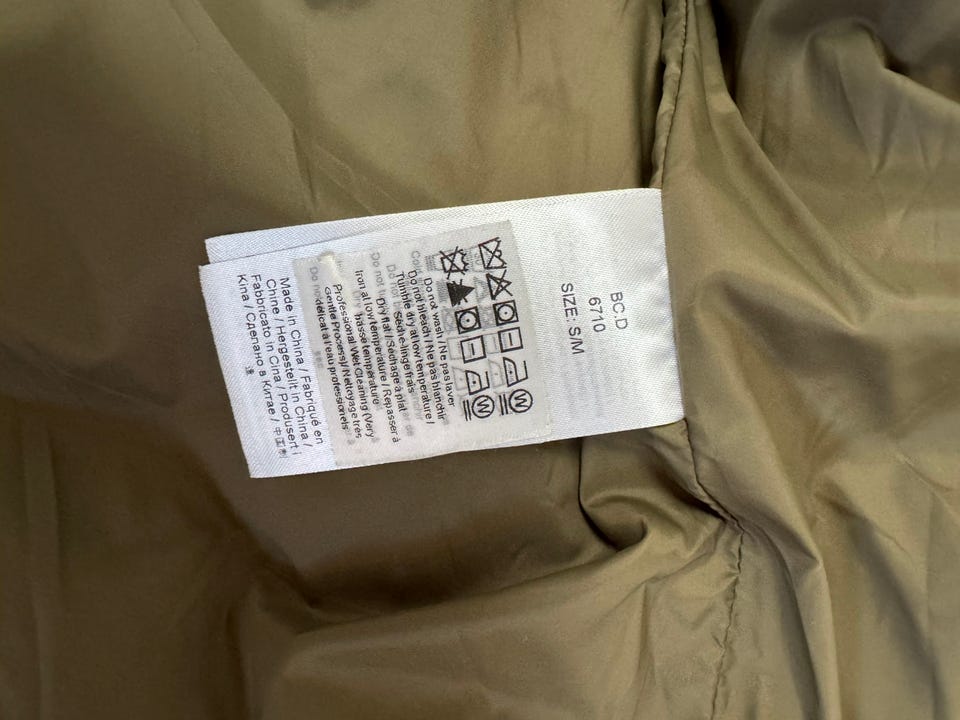 BC.D
6710
SIZE: S/M
Do not wash / Ne pas laver
Do not bleach / Ne pas blanchir
Tumble dry at low temperature /
Sèche-linge frais
Dry flat / Séchage à plat
Iron at low temperature / Repasser à
basse température
Professional Wet Cleaning (Very
Gentle Process)/ Nettoyage très
délicat à l'eau professionels
Made in China / Fabriqué en
Chine / Hergestellt in China /
Fabbricato in Cina / Produsert i
Kina / Сделано в Китае /